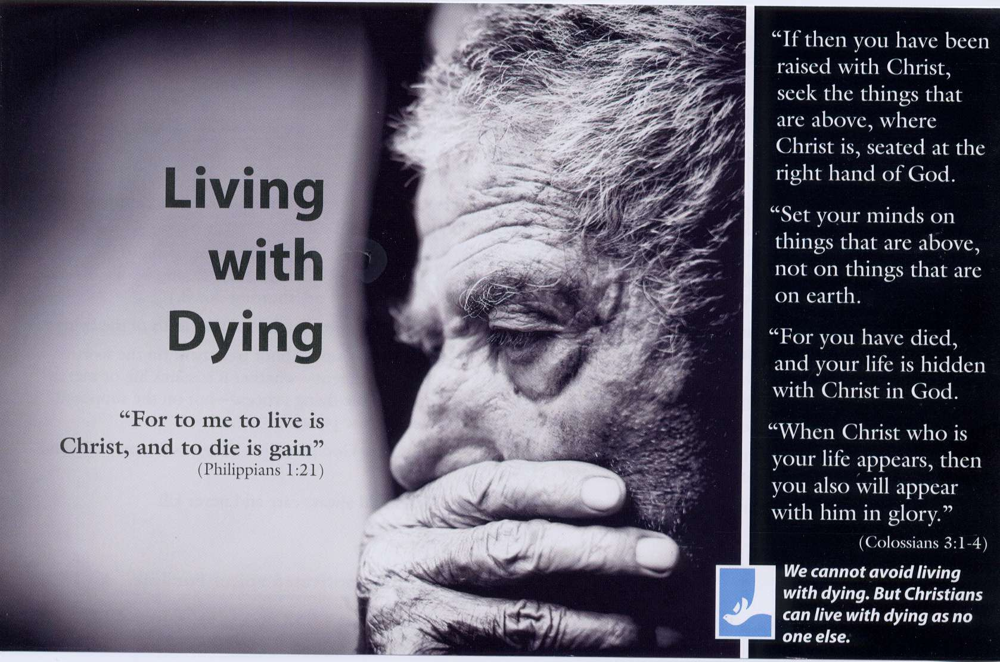 Living
with
Dying
“For to me to live is
Christ, and to die is gain”
(Philippians 1:21)
“If then you have been
raised with Christ,
seek the things that
are above, where
Christ is, seated at the
right hand of God.
“Set your minds on
things that are above,
not on things that are
on earth.
“For you have died,
and your life is hidden
with Christ in God.
“When Christ who is
your life appears, then
you also will appear
with him in glory.”
(Colossians 3:1-4)
We cannot avoid living
with dying. But Christians
can live with dying as no
one else.